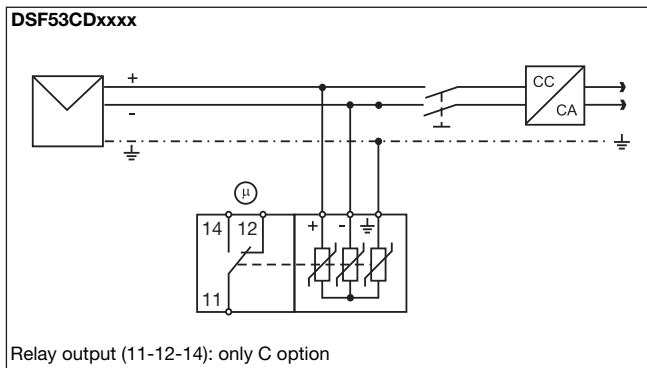 DSF53CDxxxx
+
-
CC
CA
μ
14 12
+ -
11
Relay output (11-12-14): only C option